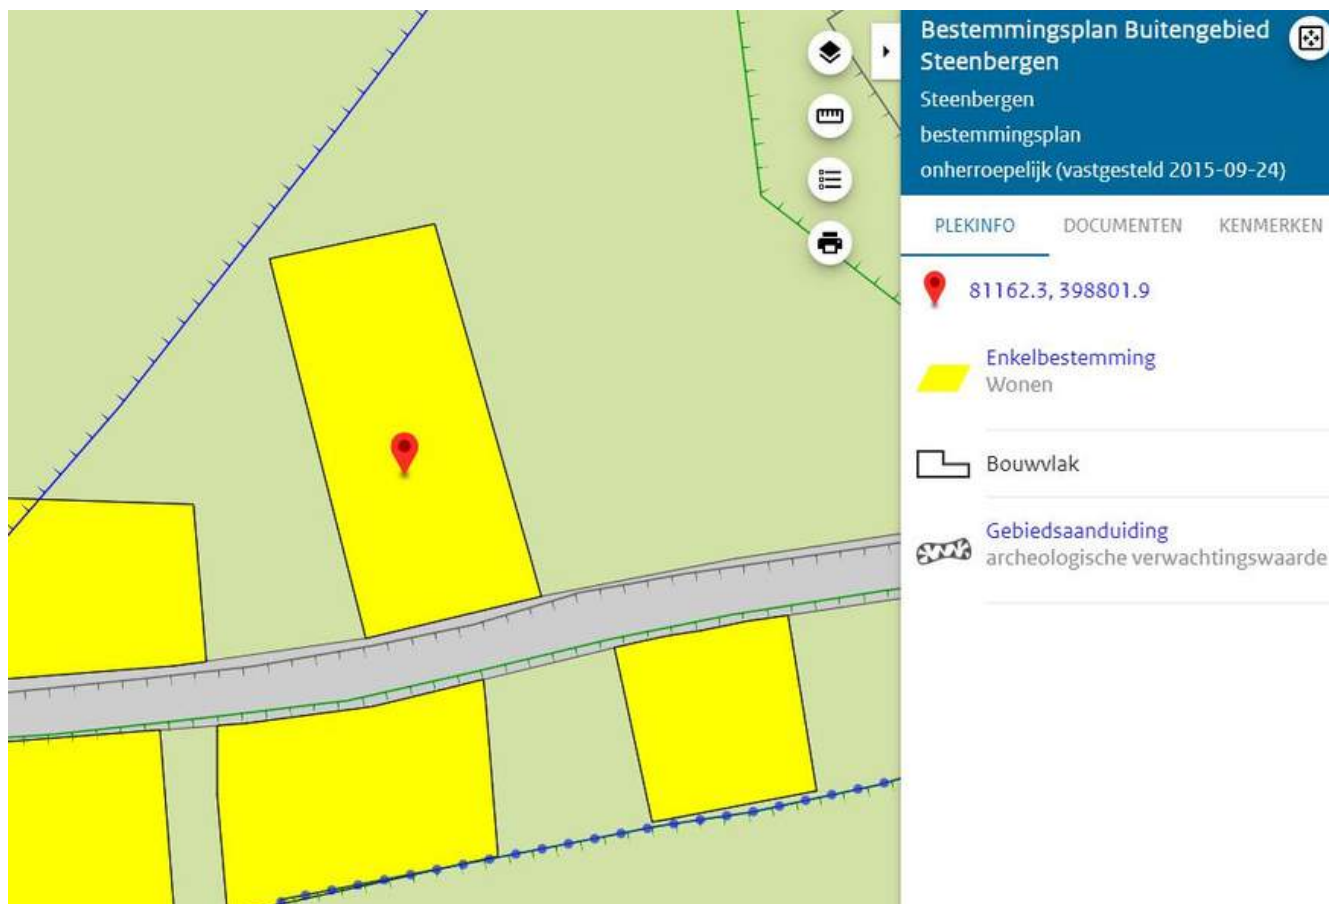 Bestemmingsplan Buitengebied
Steenbergen
Steenbergen
bestemmingsplan
onherroepelijk (vastgesteld 2015-09-24)
PLEKINFO DOCUMENTEN KENMERKEN
81162.3, 398801.9
Enkelbestemming
Wonen
Bouwvlak
Gebiedsaanduiding
archeologische verwachtingswaarde